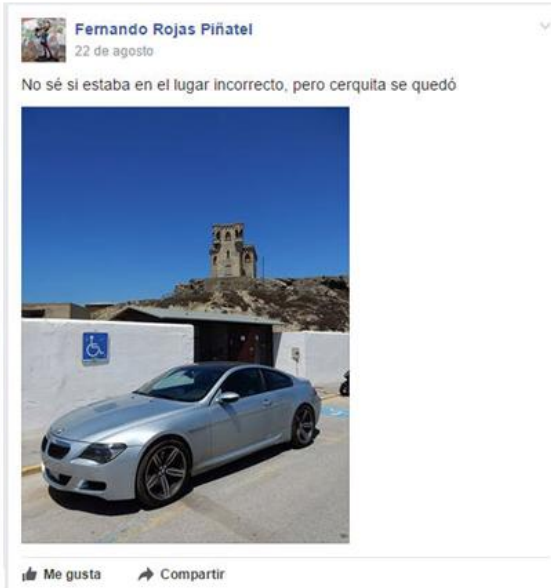 Fernando Rojas Piñatel
22 de agosto
No sé si estaba en el lugar incorrecto, pero cerquita se quedó
Me gusta
Compartir